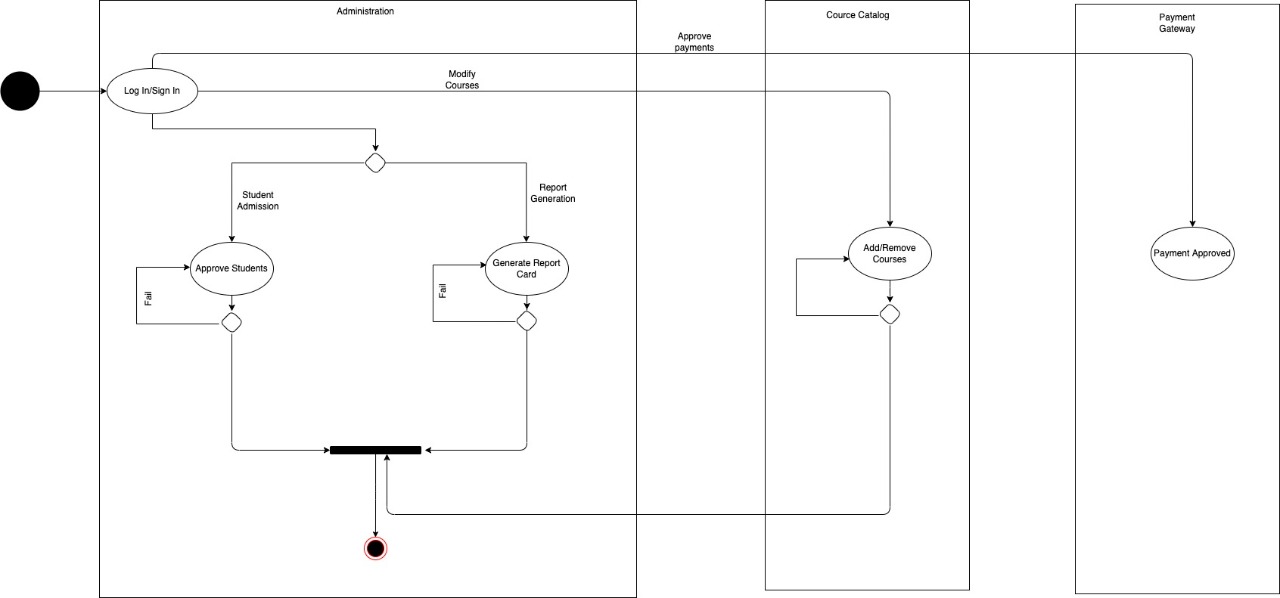 Administration
Cource Catalog
Payment
Gateway
Approve
payments
Log In/Sign In
Modify
Courses
Student
Admission
Report
Generation
Approve Students
Generate Report
Card
Add/Remove
Courses
Payment Approved
Fail
Fail